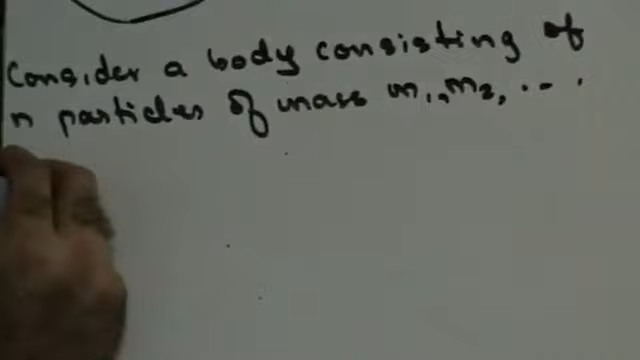 Consider a body consisting of
n particles of mass m1, m2, ...